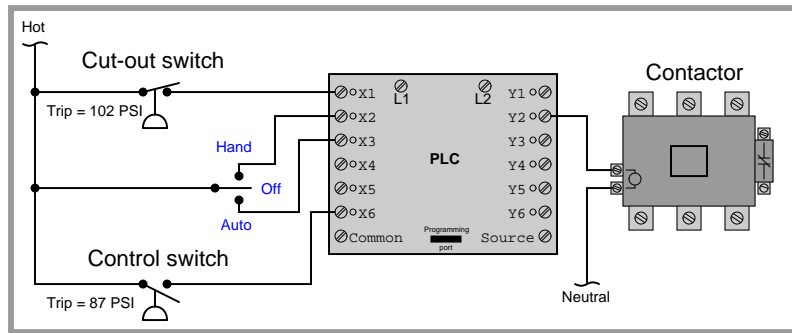 Hot
Cut-out switch
Trip = 102 PSI
Contactor
X1 L1 L2 Y1
X2 Y2
X3 Y3
X4 PLC Y4
X5 Y5
X6 Y6
Common Programming port Source
Hand
Off
Auto
Control switch
Trip = 87 PSI
Neutral